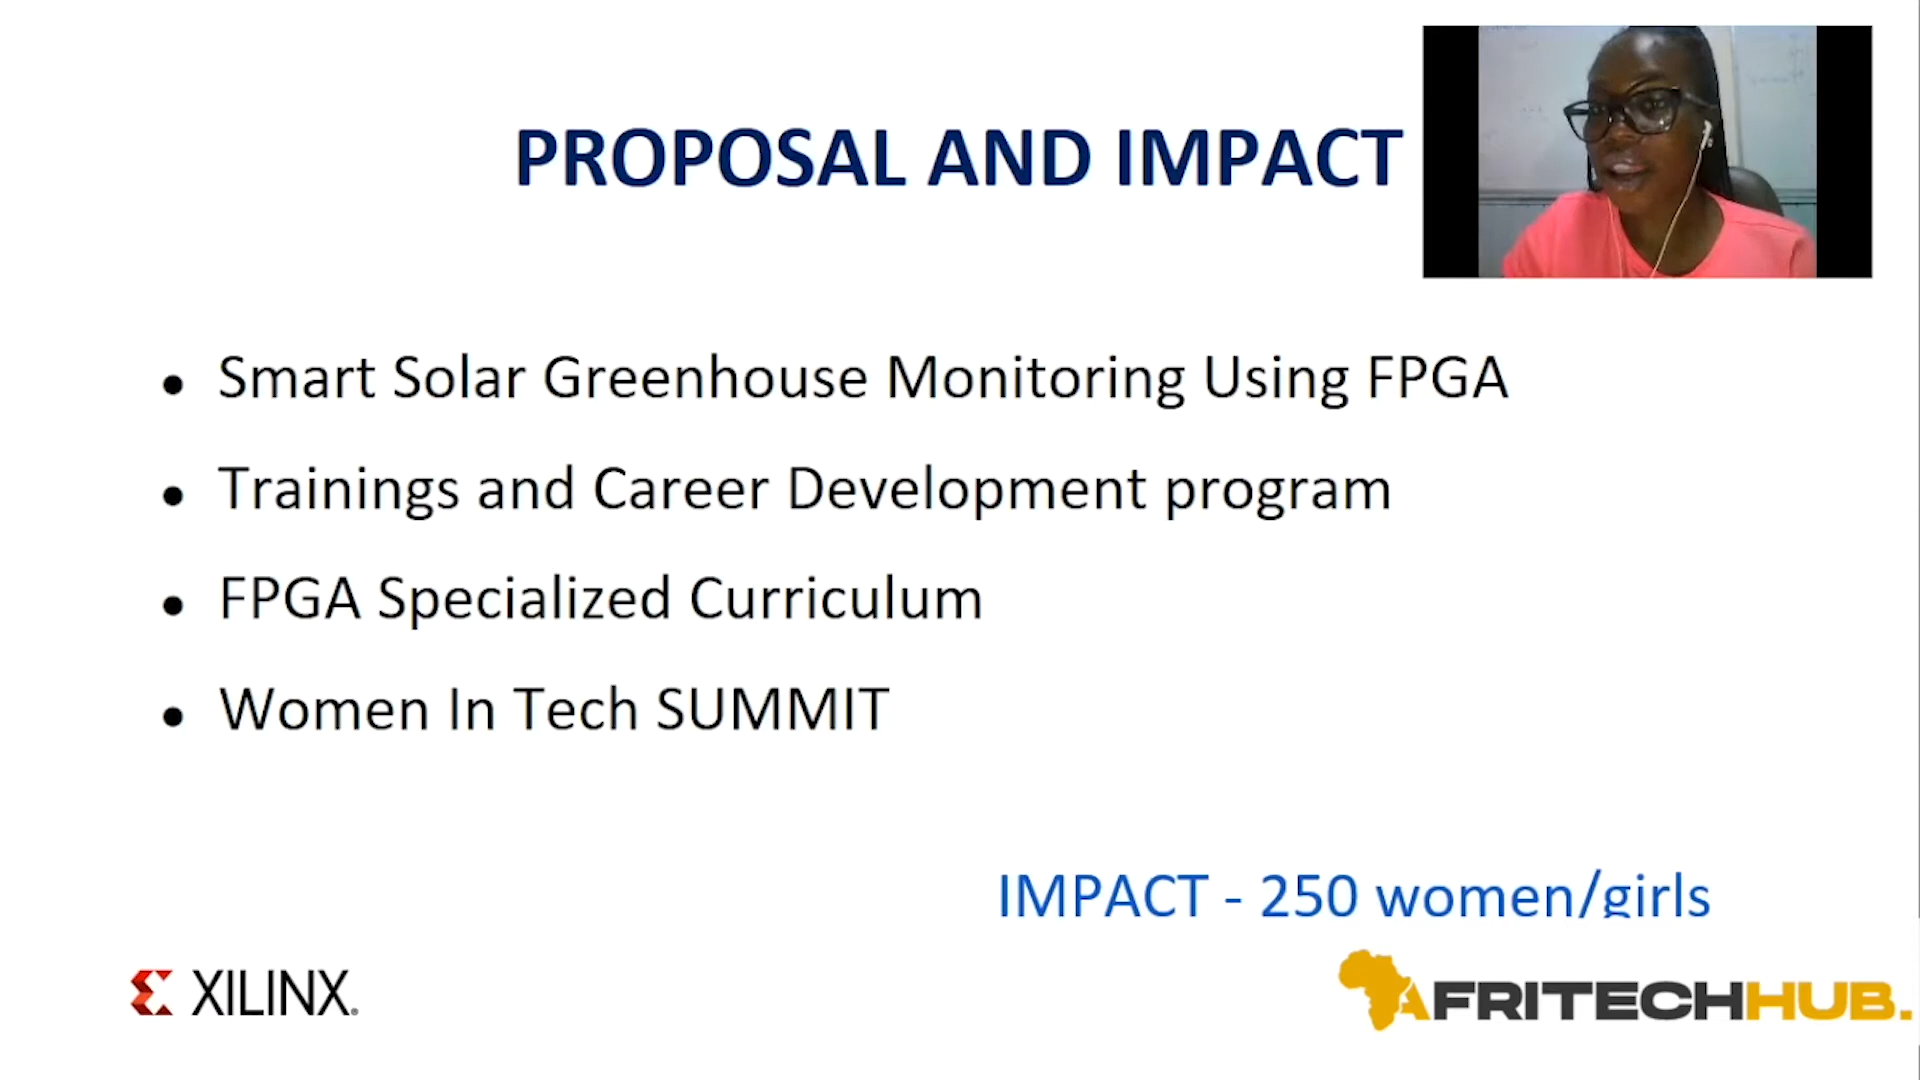 PROPOSAL AND IMPACT
• Smart Solar Greenhouse Monitoring Using FPGA
• Trainings and Career Development program
• FPGA Specialized Curriculum
• Women In Tech SUMMIT
IMPACT - 250 women/girls
XILINX®
AFRITECHHUB.